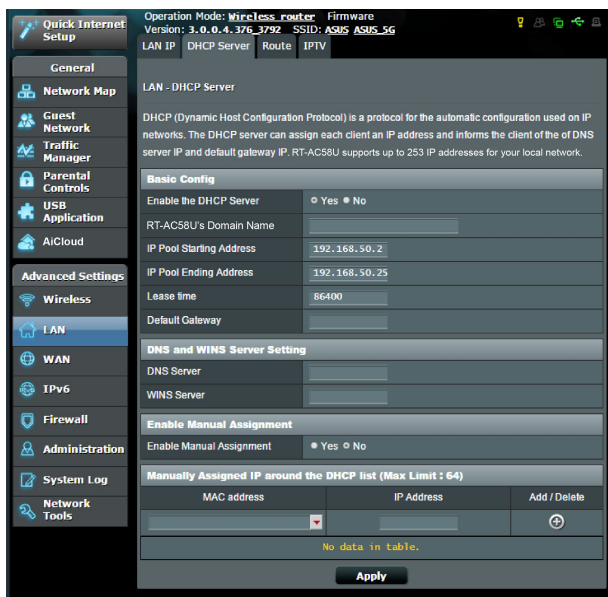 Quick Internet
Setup
General
Network Map
Guest
Network
Traffic
Manager
Parental
Controls
USB
Application
AiCloud
Advanced Settings
Wireless
LAN
WAN
IPv6
Firewall
Administration
System Log
Network
Tools
Operation Mode: Wireless router Firmware
Version: 3.0.0.4.376_3792 SSID: ASUS ASUS_5G
LAN IP DHCP Server Route IPTV
LAN - DHCP Server
DHCP (Dynamic Host Configuration Protocol) is a protocol for the automatic configuration used on IP
networks. The DHCP server can assign each client an IP address and informs the client of the of DNS
server IP and default gateway IP. RT-AC58U supports up to 253 IP addresses for your local network.
Basic Config
Enable the DHCP Server Yes No
RT-AC58U's Domain Name
IP Pool Starting Address 192.168.50.2
IP Pool Ending Address 192.168.50.25
Lease time 86400
Default Gateway
DNS and WINS Server Setting
DNS Server
WINS Server
Enable Manual Assignment
Enable Manual Assignment Yes No
Manually Assigned IP around the DHCP list (Max Limit : 64)
MAC address IP Address Add / Delete
No data in table.
Apply